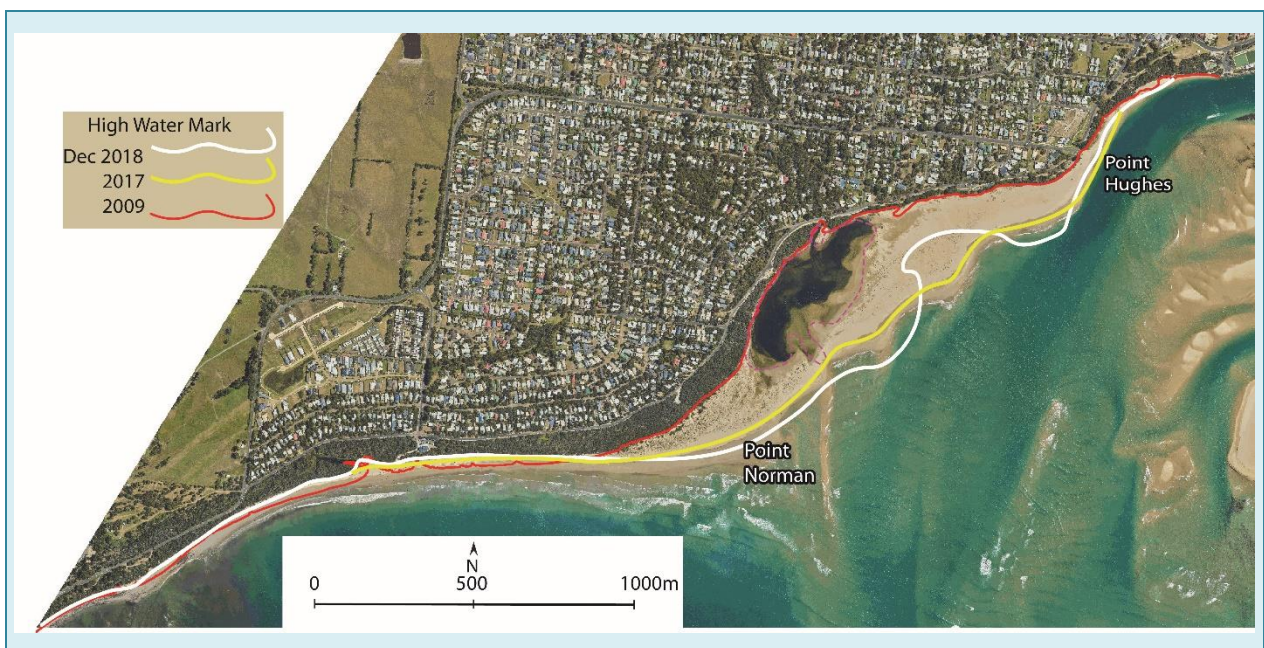 High Water Mark
Dec 2018
2017
2009
Point
Hughes
Point
Norman
N
0
500
1000m